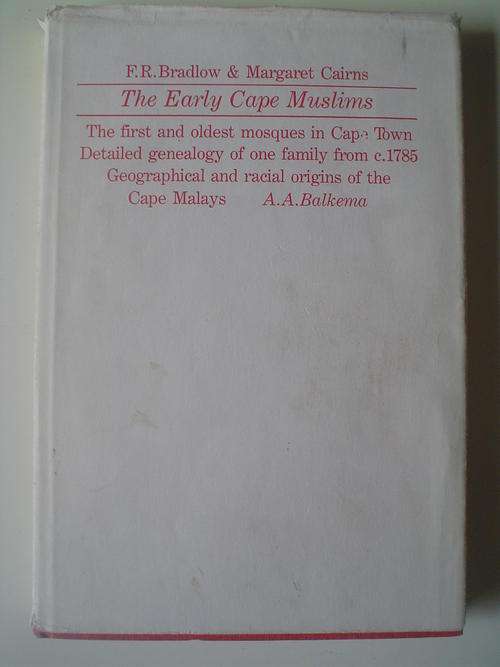 F.R.Bradlow & Margaret Cairns
The Early Cape Muslims
The first and oldest mosques in Cape Town
Detailed genealogy of one family from c.1785
Geographical and racial origins of the
Cape Malays A.A.Balkema